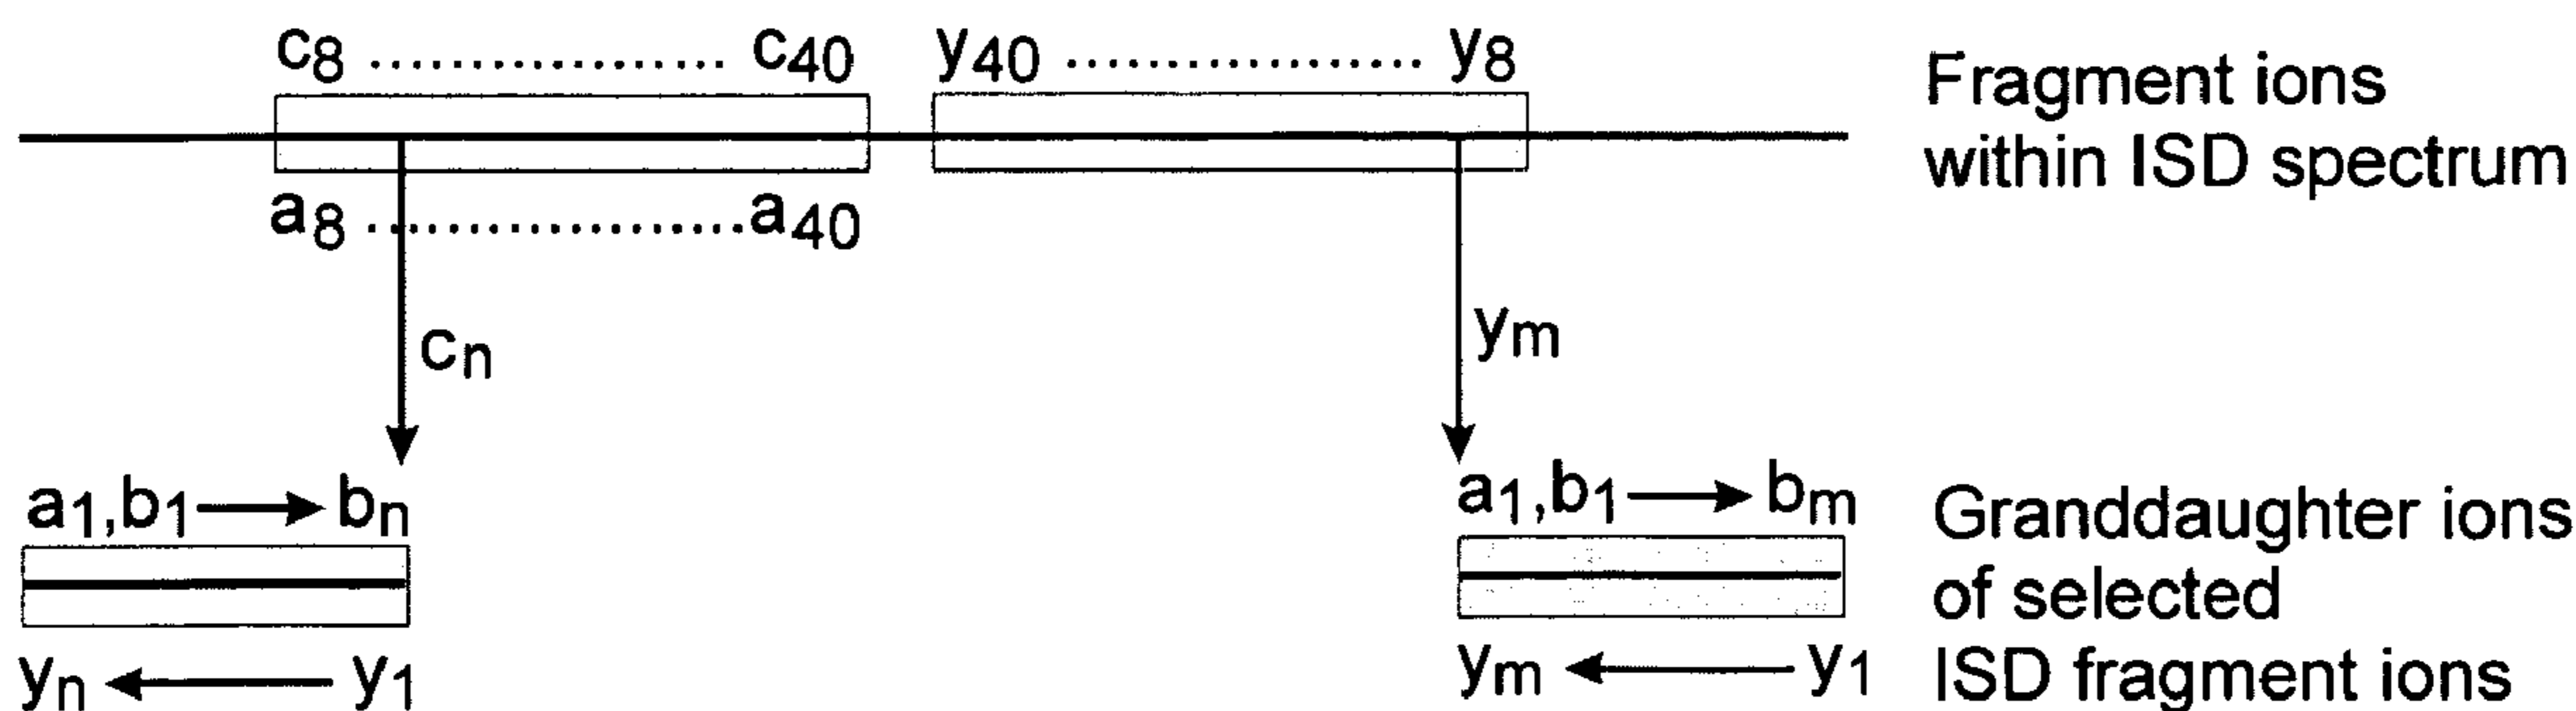 c8 .................. c40 y40 .................. y8
Fragment ions
within ISD spectrum
a8 ..................a40
cn
ym
a1,b1 → bn
a1,b1 → bm
Granddaughter ions
of selected
ISD fragment ions
yn ← y1
ym ← y1